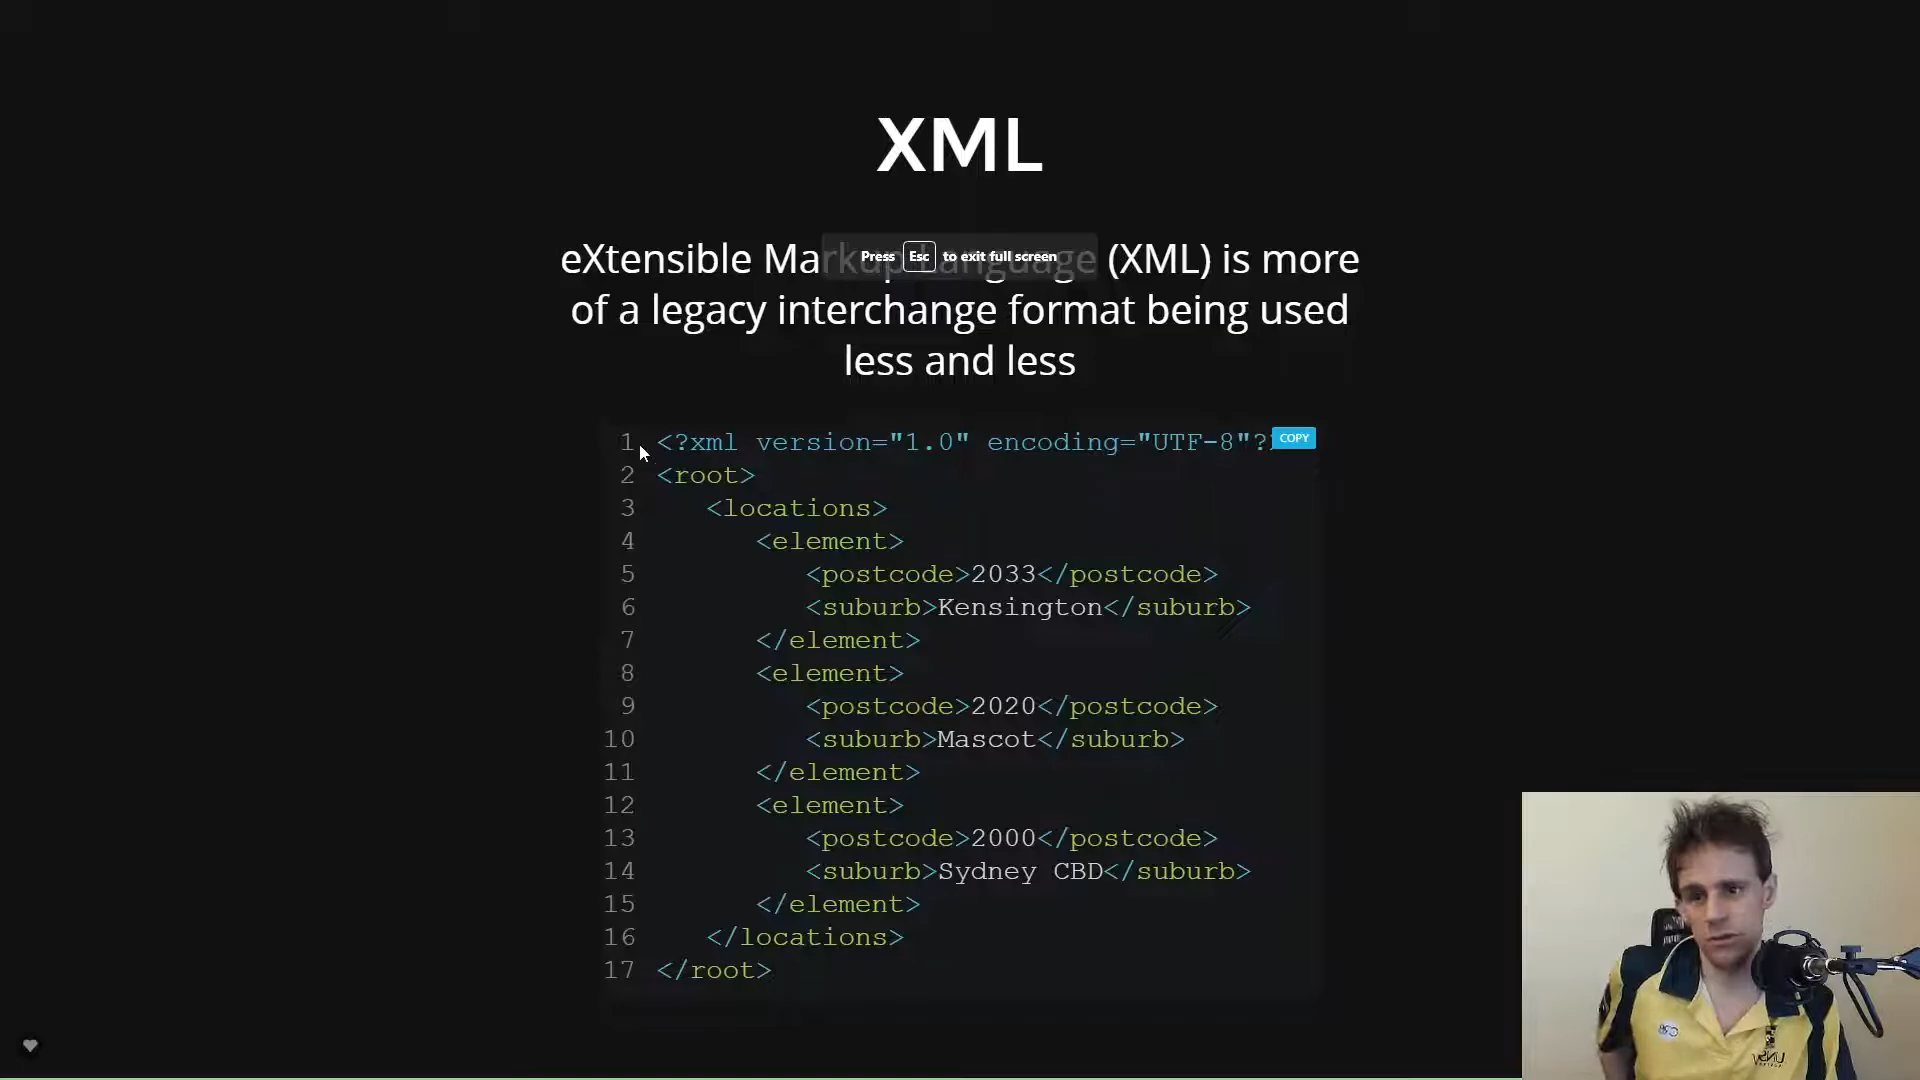 XML
eXtensible Markup Language (XML) is more
Press Esc to exit full screen
of a legacy interchange format being used
less and less
1 <?xml version="1.0" encoding="UTF-8"?>
COPY
2 <root>
3 <locations>
4 <element>
5 <postcode>2033</postcode>
6 <suburb>Kensington</suburb>
7 </element>
8 <element>
9 <postcode>2020</postcode>
10 <suburb>Mascot</suburb>
11 </element>
12 <element>
13 <postcode>2000</postcode>
14 <suburb>Sydney CBD</suburb>
15 </element>
16 </locations>
17 </root>